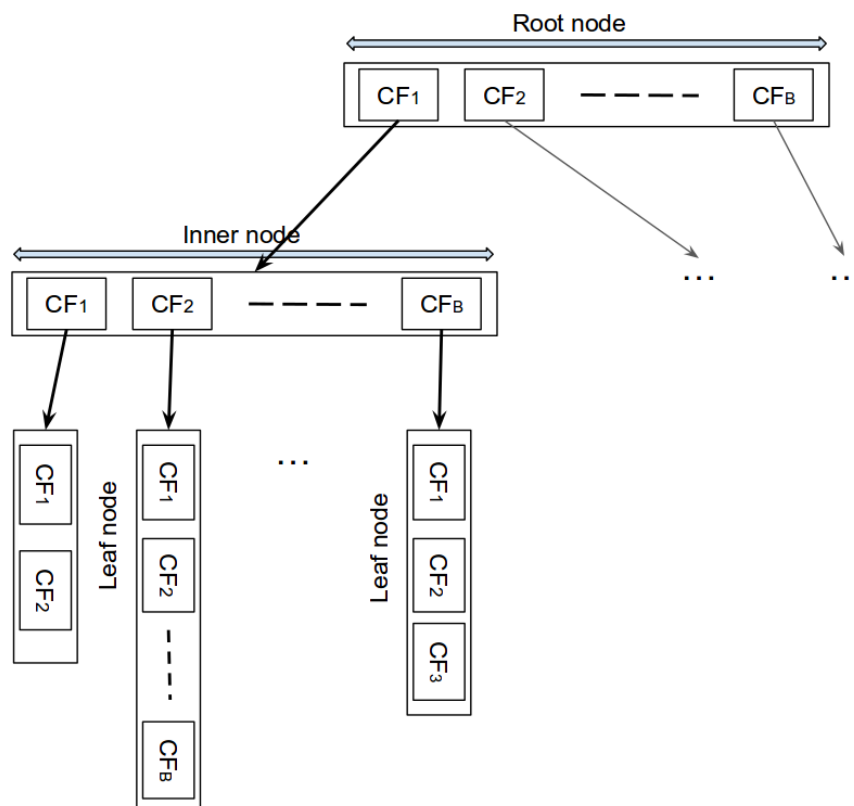 Root node
CF1 CF2 CFB
Inner node
... ..
CF1 CF2 CFB
...
CF1
CF2
Leaf node
CF1
CF2
CFB
Leaf node
CF1
CF2
CF3